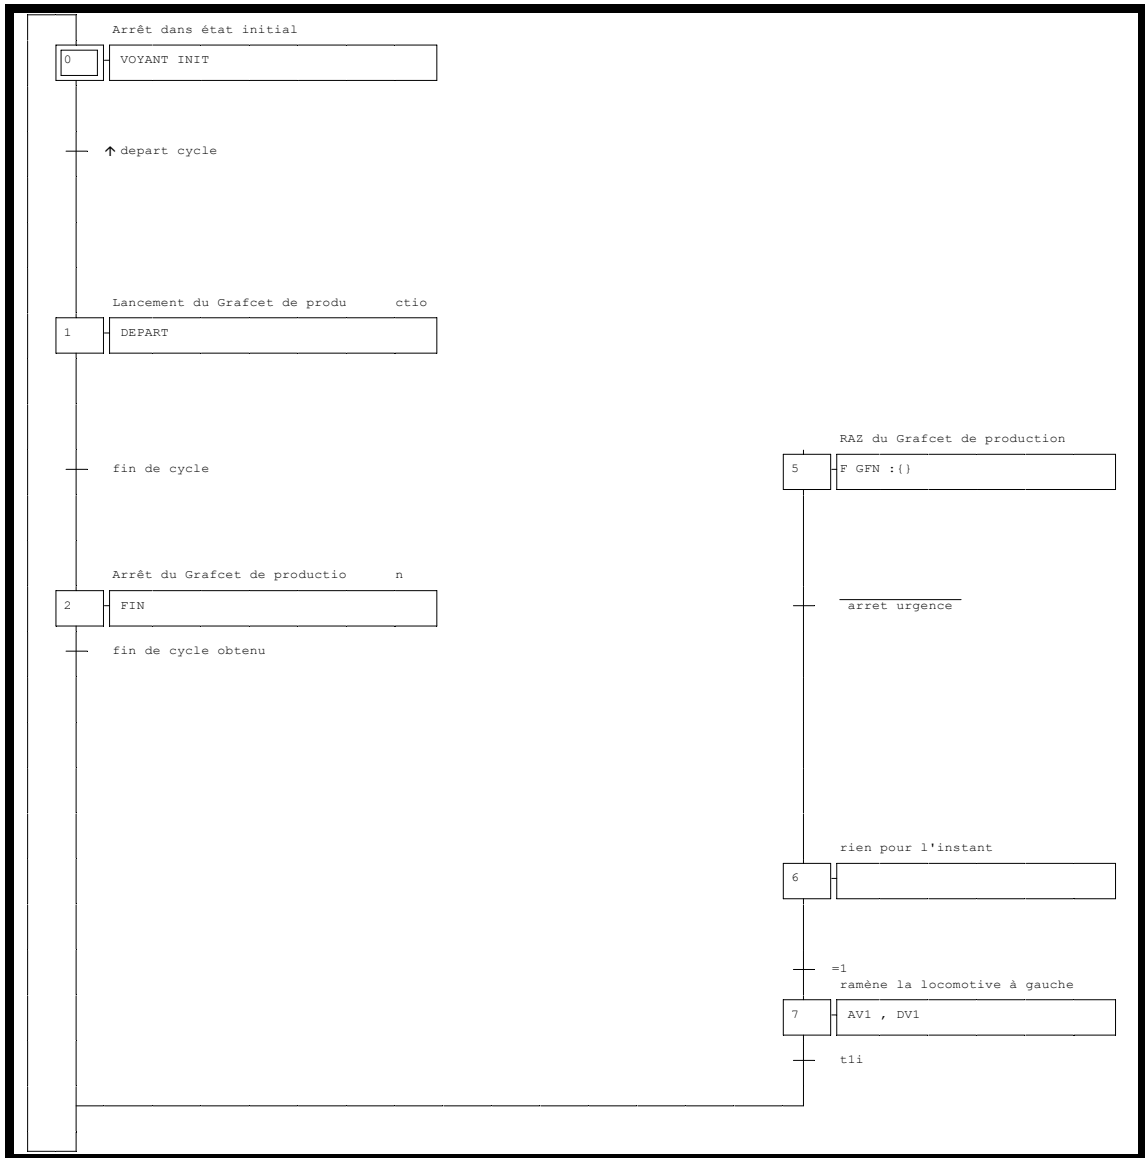 Arrêt dans état initial
0 VOYANT INIT
↑ depart cycle
Lancement du Grafcet de produ ctio
1 DEPART
RAZ du Grafcet de production
fin de cycle
5 F GFN :{}
Arrêt du Grafcet de productio n
2 FIN
arret urgence
fin de cycle obtenu
rien pour l'instant
6
=1
ramène la locomotive à gauche
7 AV1 , DV1
t1i